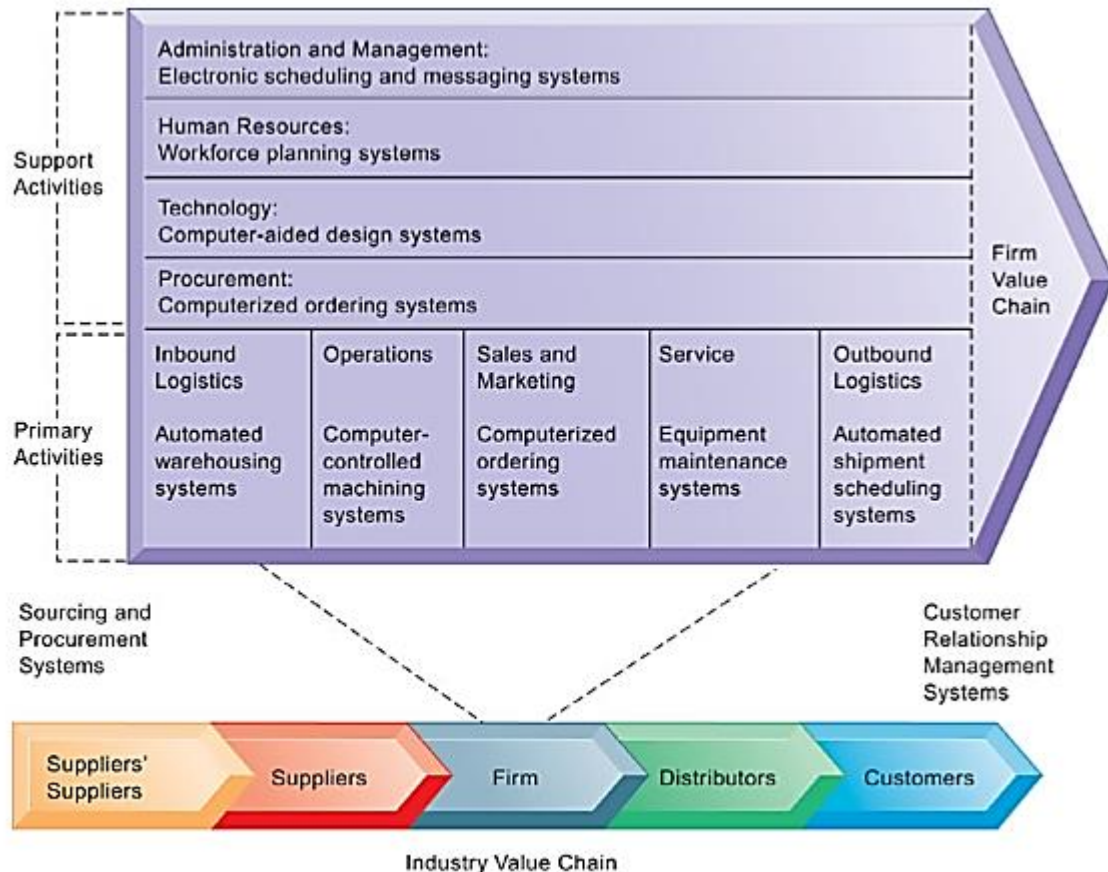 Support
Activities
Administration and Management:
Electronic scheduling and messaging systems
Human Resources:
Workforce planning systems
Technology:
Computer-aided design systems
Procurement:
Computerized ordering systems
Firm
Value
Chain
Primary
Activities
Inbound
Logistics
Automated
warehousing
systems
Operations
Computer-
controlled
machining
systems
Sales and
Marketing
Computerized
ordering
systems
Service
Equipment
maintenance
systems
Outbound
Logistics
Automated
shipment
scheduling
systems
Sourcing and
Procurement
Systems
Customer
Relationship
Management
Systems
Suppliers'
Suppliers
Suppliers
Firm
Distributors
Customers
Industry Value Chain